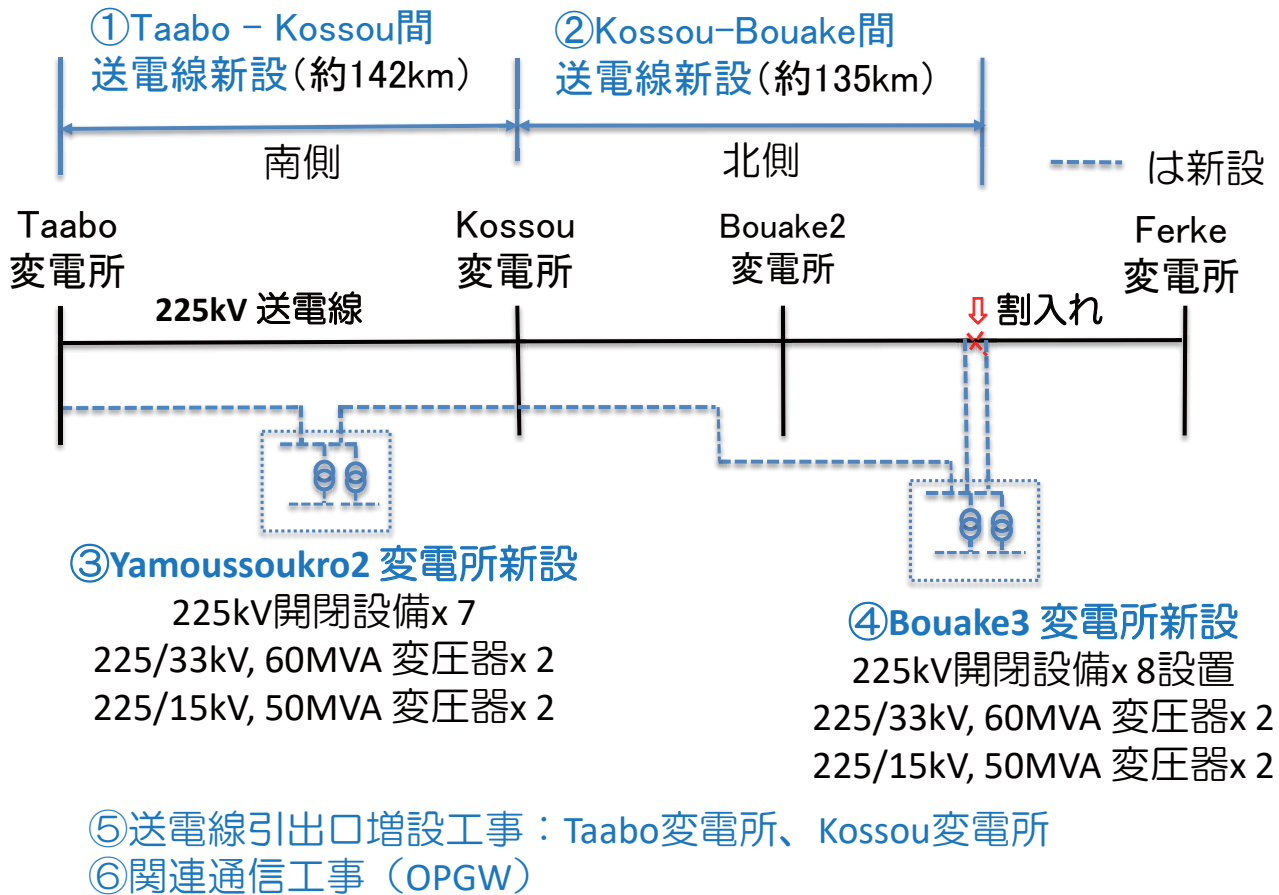 ①Taabo – Kossou間
送電線新設(約142km)
②Kossou-Bouake間
送電線新設(約135km)
南側
北側
は新設
Taabo
変電所
Kossou
変電所
Bouake2
変電所
Ferke
変電所
225kV 送電線
⇩ 割入れ
③Yamoussoukro2 変電所新設
225kV開閉設備x 7
225/33kV, 60MVA 変圧器x 2
225/15kV, 50MVA 変圧器x 2
④Bouake3 変電所新設
225kV開閉設備x 8設置
225/33kV, 60MVA 変圧器x 2
225/15kV, 50MVA 変圧器x 2
⑤送電線引出口増設工事：Taabo変電所、Kossou変電所
⑥関連通信工事（OPGW）